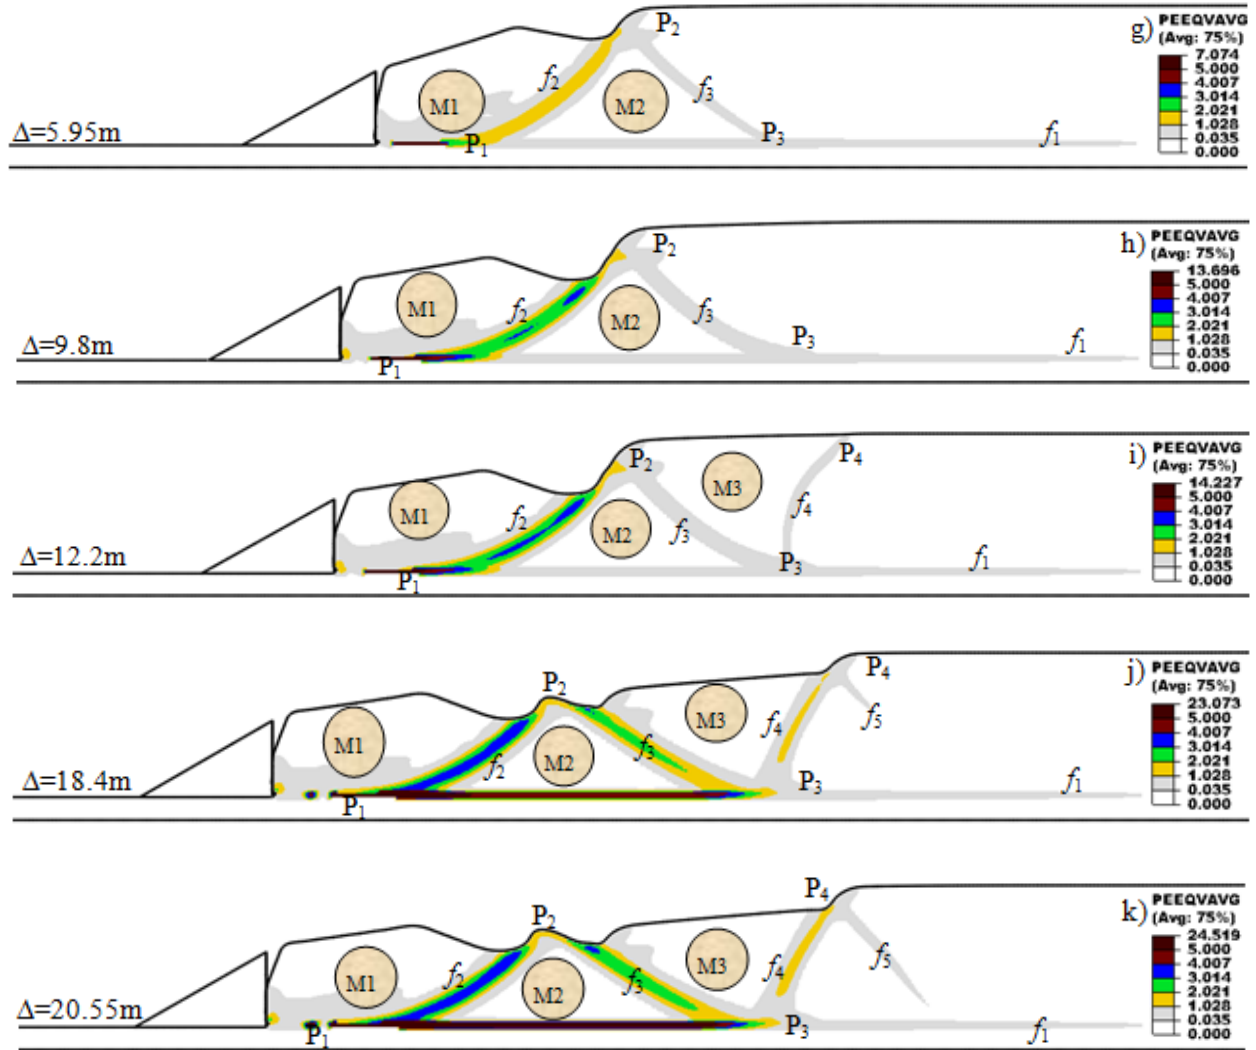 g) PEEQVAVG
(Avg: 75%)
7.074
5.000
4.007
3.014
2.021
1.028
0.035
0.000
P2
f2
f3
M1
M2
Δ=5.95m
P1
P3
f1
h) PEEQVAVG
(Avg: 75%)
13.696
5.000
4.007
3.014
2.021
1.028
0.035
0.000
P2
M1
f2
M2
f3
Δ=9.8m
P1
P3
f1
i) PEEQVAVG
(Avg: 75%)
14.227
5.000
4.007
3.014
2.021
1.028
0.035
0.000
P2
P4
M3
M1
f2
M2
f3
f4
Δ=12.2m
P1
P3
f1
j) PEEQVAVG
(Avg: 75%)
23.073
5.000
4.007
3.014
2.021
1.028
0.035
0.000
P2
P4
M1
M3
f4
f5
f2
M2
f3
Δ=18.4m
P1
P3
f1
k) PEEQVAVG
(Avg: 75%)
24.519
5.000
4.007
3.014
2.021
1.028
0.035
0.000
P2
P4
M1
f2
M2
f3
M3
f4
f5
Δ=20.55m
P1
P3
f1